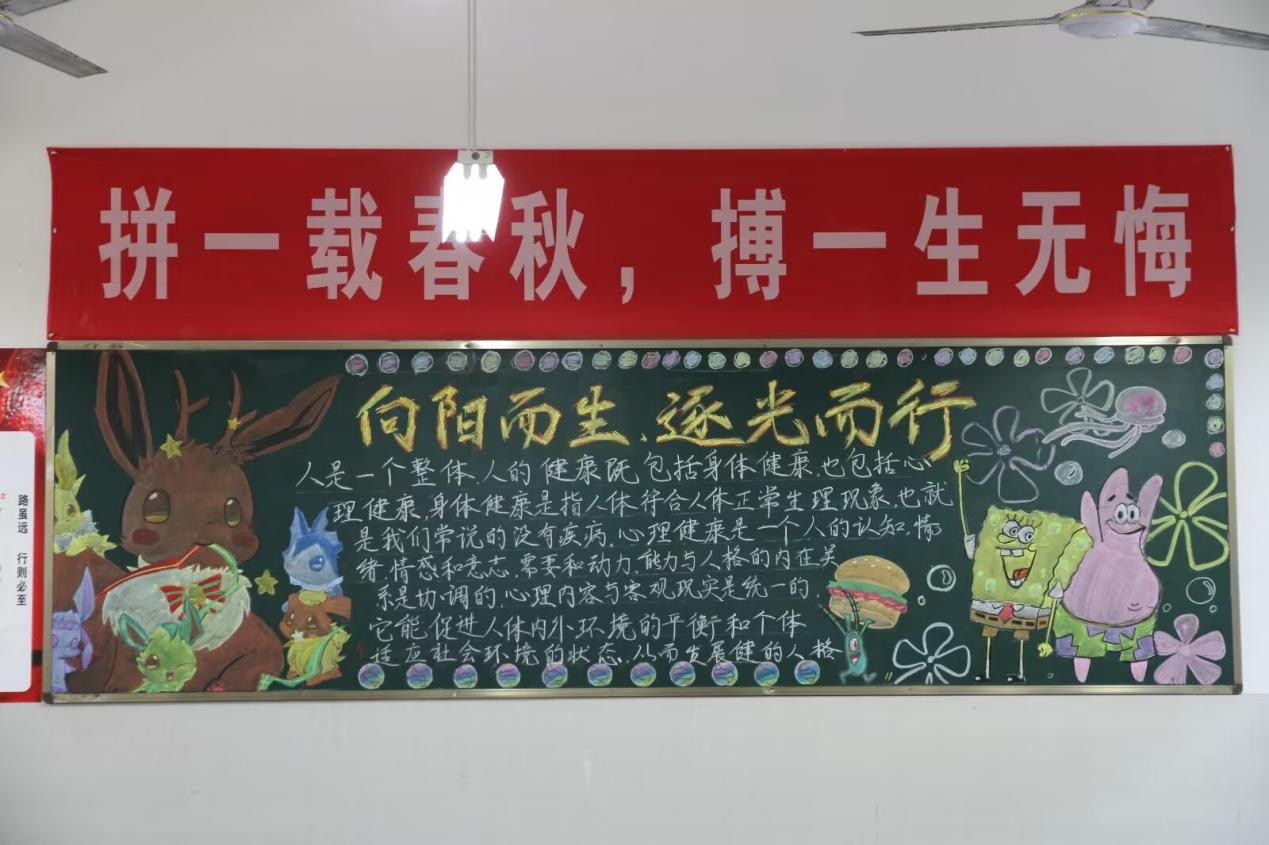 拼一载春秋，搏一生无悔
向阳而生、逐光而行
人是一个整体、人的健康既包括身体健康、也包括心
理健康,身体健康是指人体符合人体正常生理现象,也就
是我们常说的没有疾病,心理健康是一个人的认知,情
绪,情感和意志,需要和动力,能力与人格的内在关
系是协调的,心理内容与客观现实是统一的,
它能促进人体内外环境的平衡和个体
适应社会环境的状态,从而发展健的人格
路虽远 行则必至